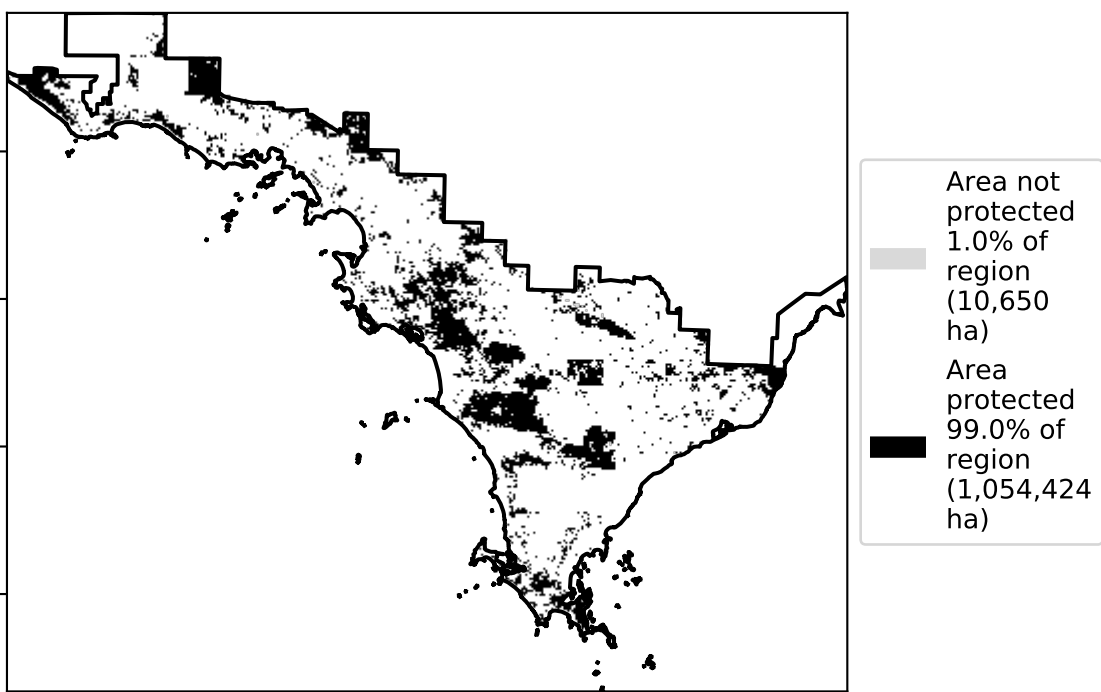 Area not
protected
1.0% of
region
(10,650
ha)
Area
protected
99.0% of
region
(1,054,424
ha)